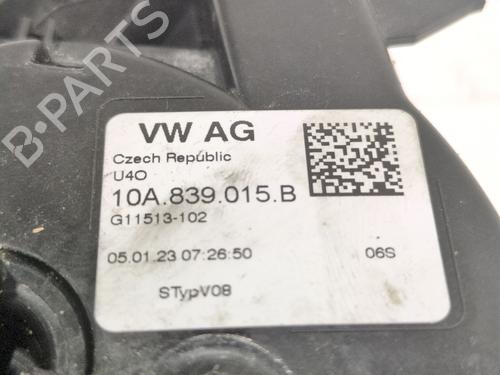 B-PARTS
VW AG
Czech Republic
U4O
10A.839.015.B
G11513-102
05.01.23 07:26:50
06S
STypV08